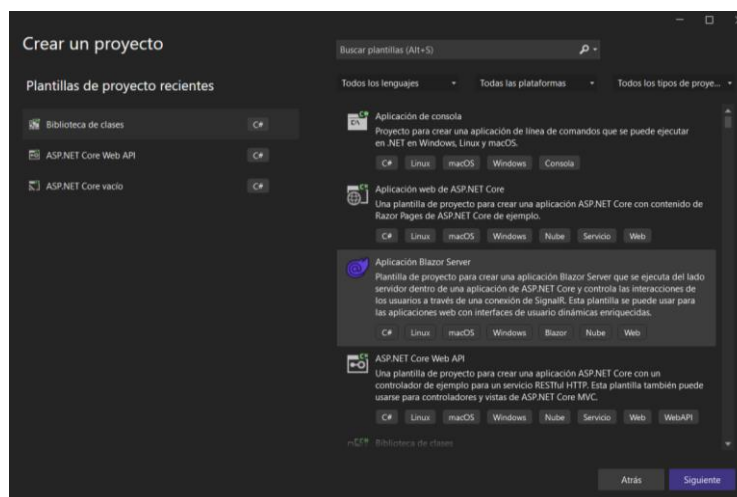 Crear un proyecto
Buscar plantillas (Alt+S)
Plantillas de proyecto recientes
Todos los lenguajes
Todas las plataformas
Todos los tipos de proye...
Biblioteca de clases C#
ASP.NET Core Web API C#
ASP.NET Core vacío C#
Aplicación de consola
Proyecto para crear una aplicación de línea de comandos que se puede ejecutar
en .NET en Windows, Linux y macOS.
C# Linux macOS Windows Consola
Aplicación web de ASP.NET Core
Una plantilla de proyecto para crear una aplicación ASP.NET Core con contenido de
Razor Pages de ASP.NET Core de ejemplo.
C# Linux macOS Windows Nube Servicio Web
Aplicación Blazor Server
Plantilla de proyecto para crear una aplicación Blazor Server que se ejecuta del lado
servidor dentro de una aplicación de ASP.NET Core y controla las interacciones de
los usuarios a través de una conexión de SignalR. Esta plantilla se puede usar para
las aplicaciones web con interfaces de usuario dinámicas enriquecidas.
C# Linux macOS Windows Blazor Nube Web
ASP.NET Core Web API
Una plantilla de proyecto para crear una aplicación ASP.NET Core con un
controlador de ejemplo para un servicio RESTful HTTP. Esta plantilla también puede
usarse para controladores y vistas de ASP.NET Core MVC.
C# Linux macOS Windows Nube Servicio Web WebAPI
Biblioteca de clases
Atrás
Siguiente